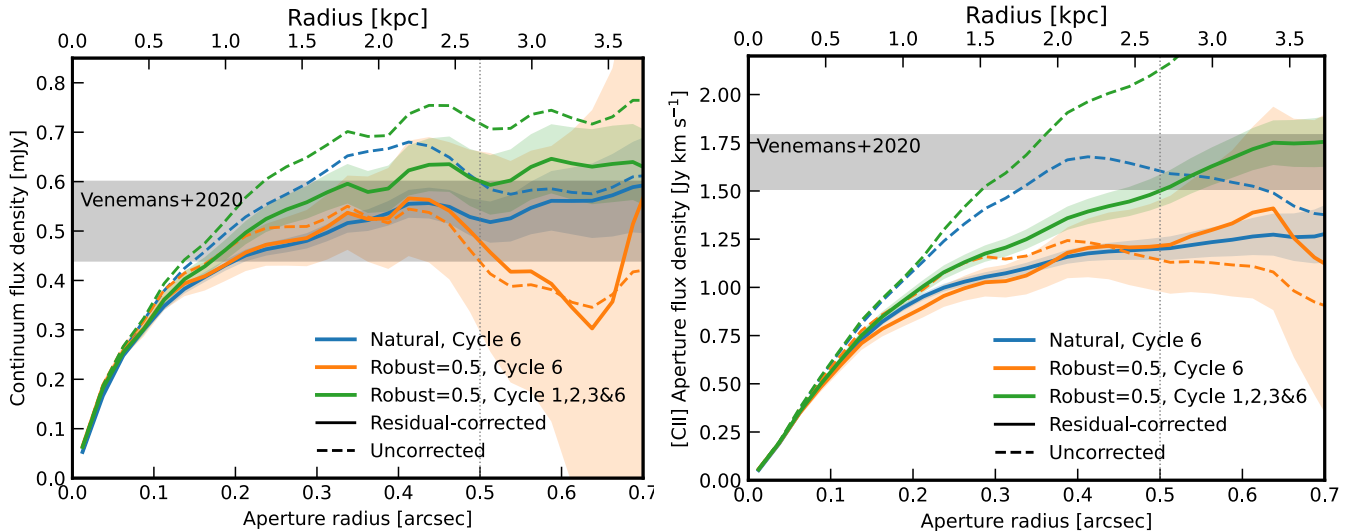 Radius [kpc]
0.0 0.5 1.0 1.5 2.0 2.5 3.0 3.5
0.8
0.7
0.6
0.5
0.4
0.3
0.2
0.1
0.0
Continuum flux density [mJy]
Venemans+2020
Natural, Cycle 6
Robust=0.5, Cycle 6
Robust=0.5, Cycle 1,2,3&6
Residual-corrected
Uncorrected
0.0 0.1 0.2 0.3 0.4 0.5 0.6 0.7
Aperture radius [arcsec]
Radius [kpc]
0.0 0.5 1.0 1.5 2.0 2.5 3.0 3.5
2.00
1.75
1.50
1.25
1.00
0.75
0.50
0.25
0.00
[CII] Aperture flux density [Jy km s⁻¹]
Venemans+2020
Natural, Cycle 6
Robust=0.5, Cycle 6
Robust=0.5, Cycle 1,2,3&6
Residual-corrected
Uncorrected
0.0 0.1 0.2 0.3 0.4 0.5 0.6 0.7
Aperture radius [arcsec]